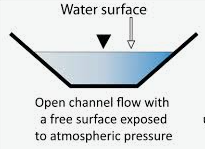 Water surface
Open channel flow with
a free surface exposed
to atmospheric pressure